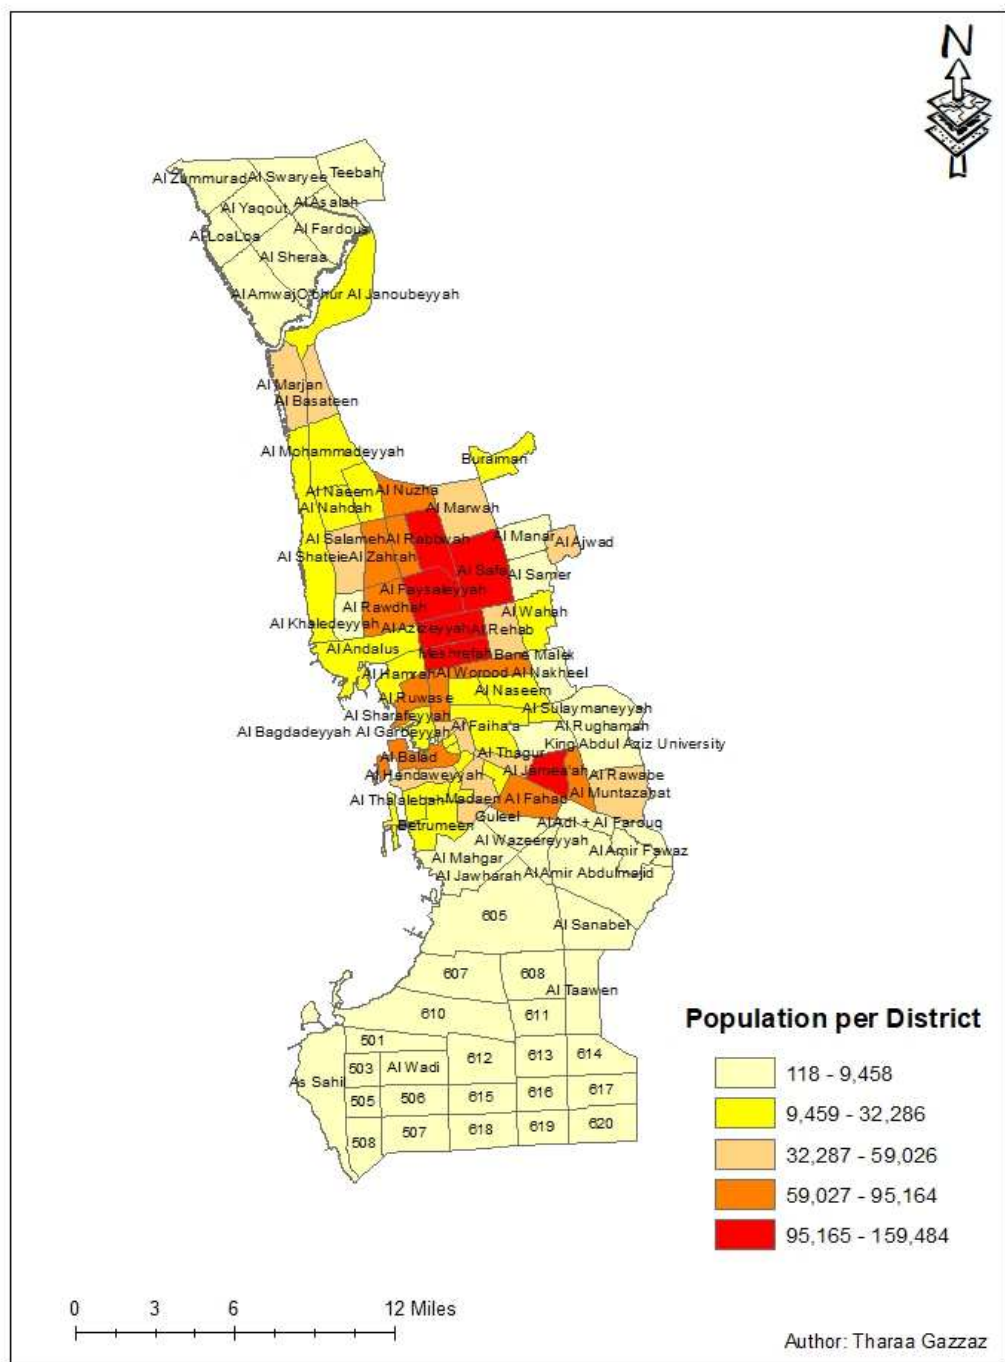 N
Teebah
Al Zummurad
Al Swaryee
Al Asalah
Al Yaqout
Al Fardous
Al LoaLoa
Al Sheraa
Al Amwaj
O'bhur Al Janoubeyyah
Al Marjan
Al Basateen
Al Mohammadeyyah
Buraiman
Al Naeem
Al Nuzha
Al Nahdah
Al Marwah
Al Salameh
Al Rabwah
Al Manar
Al Ajwad
Al Shateie
Al Zahrah
Al Safa
Al Samer
Al Faysaleyyah
Al Rawdhah
Al Wahah
Al Khaledeyyah
Al Azizeyyah
Al Rehab
Al Andalus
Meshrefah
Bane Malek
Al Hamrah
Al Worood
Al Nakheel
Al Ruwase
Al Naseem
Al Sharafeyyah
Al Sulaymaneyyah
Al Bagdadeyyah Al Garbeyyah
Al Faiha'a
Al Rughamah
King Abdul Aziz University
Al Balad
Al Thagur
Al Hendaweyyah
Al Jamea'ah
Al Rawabe
Al Muntazahat
Al Tha'alebah
Madaen
Al Fahad
Guleel
Betrumeen
Al Adl + Al Farouq
Al Wazeereyyah
Al Amir Fawaz
Al Mahgar
Al Jawharah
Al Amir Abdulmajid
605
Al Sanabel
607
608
Al Taawen
610
611
501
612
613
614
503
Al Wadi
As Sahil
505
506
615
616
617
508
507
618
619
620
Population per District
118 - 9,458
9,459 - 32,286
32,287 - 59,026
59,027 - 95,164
95,165 - 159,484
0 3 6 12 Miles
Author: Tharaa Gazzaz